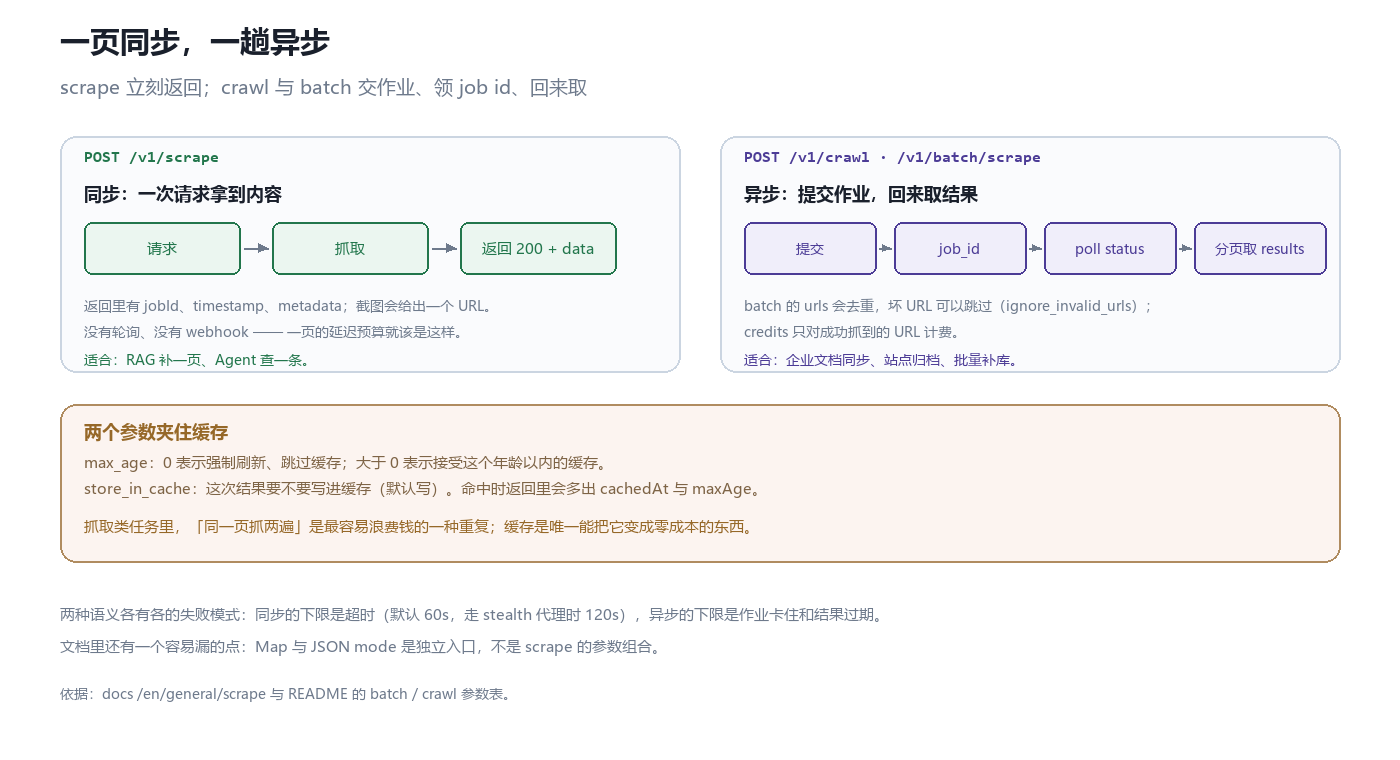 一页同步，一趟异步
scrape 立刻返回；crawl 与 batch 交作业、领 job id、回来取
POST /v1/scrape
同步：一次请求拿到内容
请求
抓取
返回 200 + data
返回里有 jobId、timestamp、metadata；截图会给出一个 URL。
没有轮询、没有 webhook —— 一页的延迟预算就该是这样。
适合：RAG 补一页、Agent 查一条。
POST /v1/crawl · /v1/batch/scrape
异步：提交作业，回来取结果
提交
job_id
poll status
分页取 results
batch 的 urls 会去重，坏 URL 可以跳过（ignore_invalid_urls）；
credits 只对成功抓到的 URL 计费。
适合：企业文档同步、站点归档、批量补库。
两个参数夹住缓存
max_age：0 表示强制刷新、跳过缓存；大于 0 表示接受这个年龄以内的缓存。
store_in_cache：这次结果要不要写进缓存（默认写）。命中时返回里会多出 cachedAt 与 maxAge。
抓取类任务里，「同一页抓两遍」是最容易浪费钱的一种重复；缓存是唯一能把它变成零成本的东西。
两种语义各有各的失败模式：同步的下限是超时（默认 60s，走 stealth 代理时 120s），异步的下限是作业卡住和结果过期。
文档里还有一个容易漏的点：Map 与 JSON mode 是独立入口，不是 scrape 的参数组合。
依据：docs /en/general/scrape 与 README 的 batch / crawl 参数表。